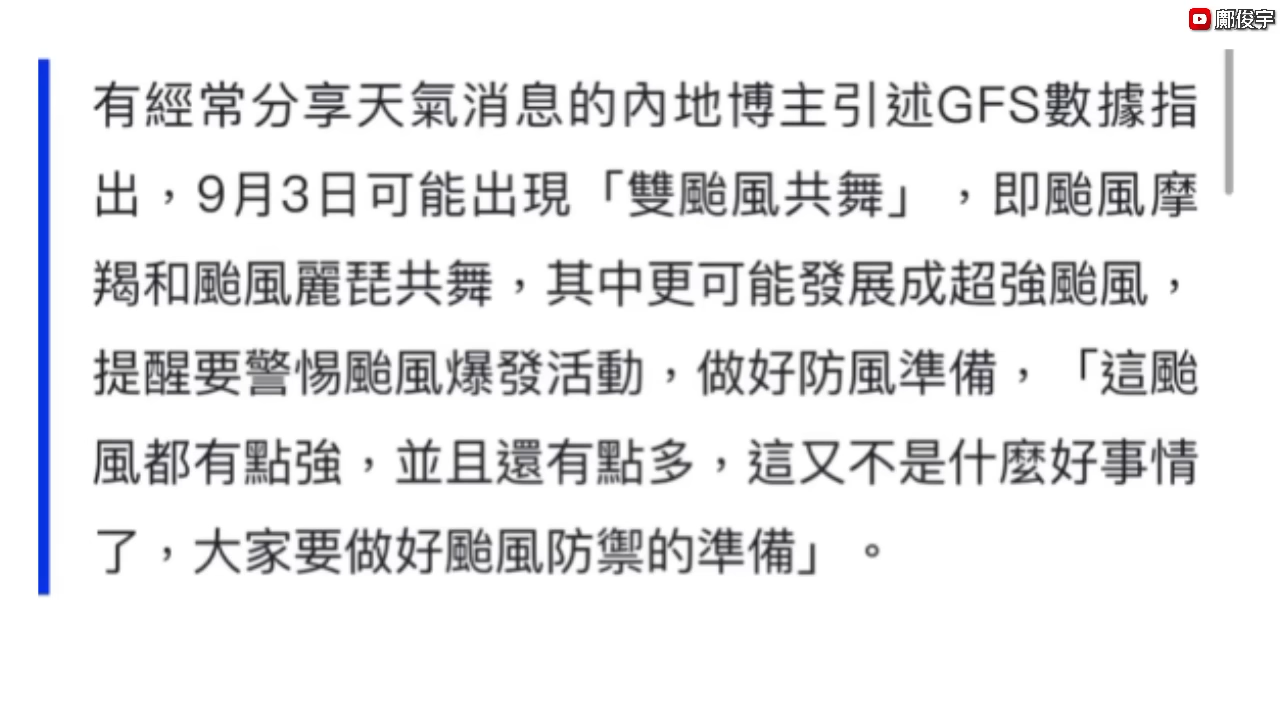 鄺俊宇
有經常分享天氣消息的內地博主引述GFS數據指
出，9月3日可能出現「雙颱風共舞」，即颱風摩
羯和颱風麗琵共舞，其中更可能發展成超強颱風，
提醒要警惕颱風爆發活動，做好防風準備，「這颱
風都有點強，並且還有點多，這又不是什麼好事情
了，大家要做好颱風防禦的準備」。